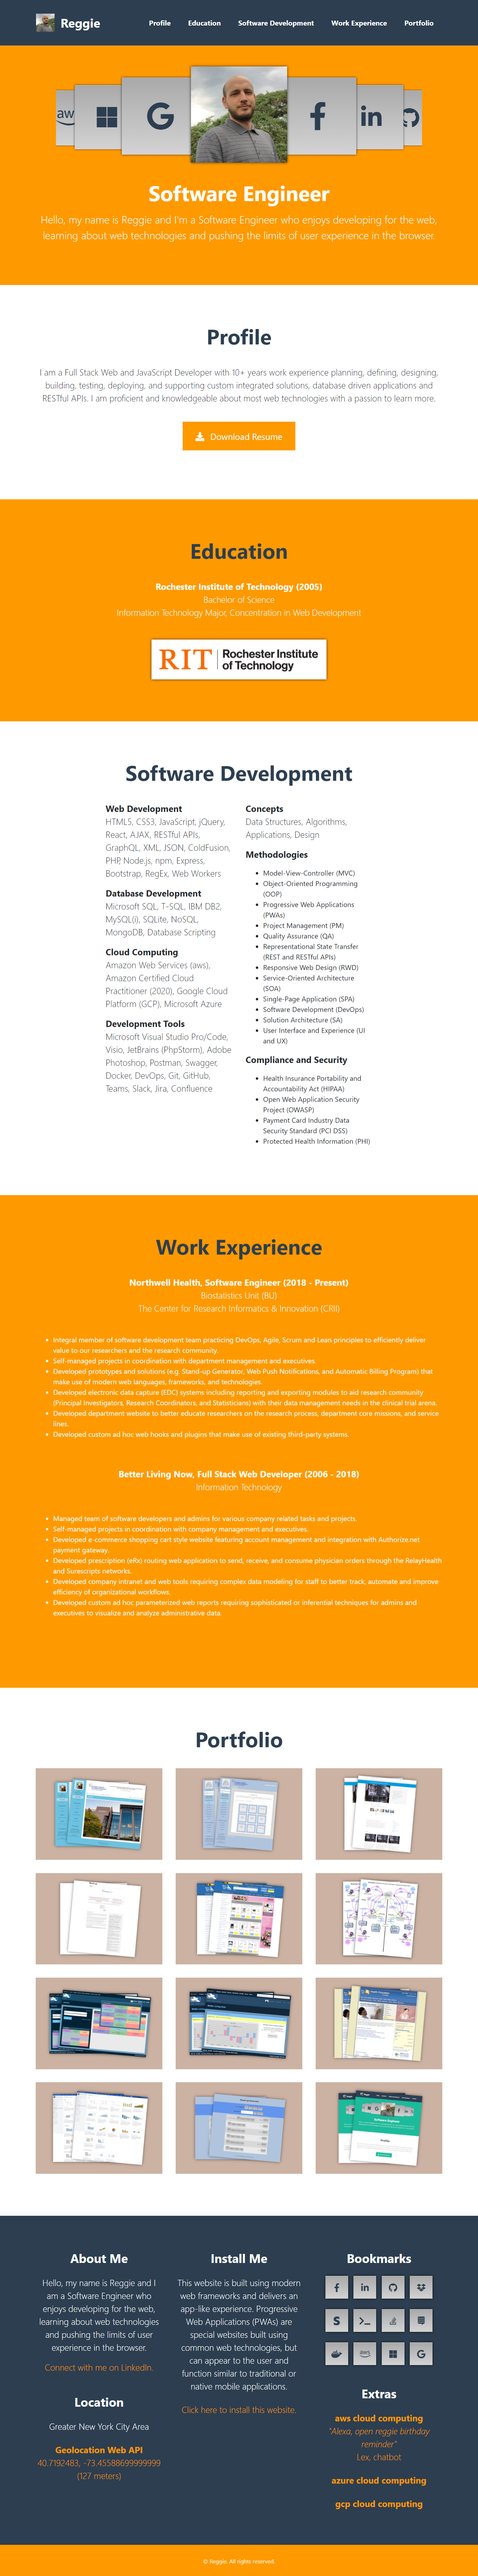 Reggie
Profile Education Software Development Work Experience Portfolio
aws
Software Engineer
Hello, my name is Reggie and I'm a Software Engineer who enjoys developing for the web,
learning about web technologies and pushing the limits of user experience in the browser.
Profile
I am a Full Stack Web and JavaScript Developer with 10+ years work experience planning, defining, designing,
building, testing, deploying, and supporting custom integrated solutions, database driven applications and
RESTful APIs. I am proficient and knowledgeable about most web technologies with a passion to learn more.
Download Resume
Education
Rochester Institute of Technology (2005)
Bachelor of Science
Information Technology Major, Concentration in Web Development
RIT Rochester Institute
of Technology
Software Development
Web Development
HTML5, CSS3, JavaScript, jQuery,
React, AJAX, RESTful APIs,
GraphQL, XML, JSON, ColdFusion,
PHP, Node.js, npm, Express,
Bootstrap, RegEx, Web Workers
Database Development
Microsoft SQL, T-SQL, IBM DB2,
MySQL(i), SQLite, NoSQL,
MongoDB, Database Scripting
Cloud Computing
Amazon Web Services (aws),
Amazon Certified Cloud
Practitioner (2020), Google Cloud
Platform (GCP), Microsoft Azure
Development Tools
Microsoft Visual Studio Pro/Code,
Visio, JetBrains (PhpStorm), Adobe
Photoshop, Postman, Swagger,
Docker, DevOps, Git, GitHub,
Teams, Slack, Jira, Confluence
Concepts
Data Structures, Algorithms,
Applications, Design
Methodologies
Model-View-Controller (MVC)
Object-Oriented Programming
(OOP)
Progressive Web Applications
(PWAs)
Project Management (PM)
Quality Assurance (QA)
Representational State Transfer
(REST and RESTful APIs)
Responsive Web Design (RWD)
Service-Oriented Architecture
(SOA)
Single-Page Application (SPA)
Software Development (DevOps)
Solution Architecture (SA)
User Interface and Experience (UI
and UX)
Compliance and Security
Health Insurance Portability and
Accountability Act (HIPAA)
Open Web Application Security
Project (OWASP)
Payment Card Industry Data
Security Standard (PCI DSS)
Protected Health Information (PHI)
Work Experience
Northwell Health, Software Engineer (2018 - Present)
Biostatistics Unit (BU)
The Center for Research Informatics & Innovation (CRII)
Integral member of software development team practicing DevOps, Agile, Scrum and Lean principles to efficiently deliver
value to our researchers and the research community.
Self-managed projects in coordination with department management and executives.
Developed prototypes and solutions (e.g. Stand-up Generator, Web Push Notifications, and Automatic Billing Program) that
make use of modern web languages, frameworks, and technologies.
Developed electronic data capture (EDC) systems including reporting and exporting modules to aid research community
(Principal Investigators, Research Coordinators, and Statisticians) with their data management needs in the clinical trial arena.
Developed department website to better educate researchers on the research process, department core missions, and service
lines.
Developed custom ad hoc web hooks and plugins that make use of existing third-party systems.
Better Living Now, Full Stack Web Developer (2006 - 2018)
Information Technology
Managed team of software developers and admins for various company related tasks and projects.
Self-managed projects in coordination with company management and executives.
Developed e-commerce shopping cart style website featuring account management and integration with Authorize.net
payment gateway.
Developed prescription (eRx) routing web application to send, receive, and consume physician orders through the RelayHealth
and Surescripts networks.
Developed company intranet and web tools requiring complex data modeling for staff to better track, automate and improve
efficiency of organizational workflows.
Developed custom ad hoc parameterized web reports requiring sophisticated or inferential techniques for admins and
executives to visualize and analyze administrative data.
Portfolio
About Me
Hello, my name is Reggie and I
am a Software Engineer who
enjoys developing for the web,
learning about web technologies
and pushing the limits of user
experience in the browser.
Connect with me on LinkedIn.
Location
Greater New York City Area
Geolocation Web API
40.7192483, -73.45588699999999
(127 meters)
Install Me
This website is built using modern
web frameworks and delivers an
app-like experience. Progressive
Web Applications (PWAs) are
special websites built using
common web technologies, but
can appear to the user and
function similar to traditional or
native mobile applications.
Click here to install this website.
Bookmarks
aws
Extras
aws cloud computing
"Alexa, open reggie birthday
reminder"
Lex, chatbot
azure cloud computing
gcp cloud computing
© Reggie. All rights reserved.